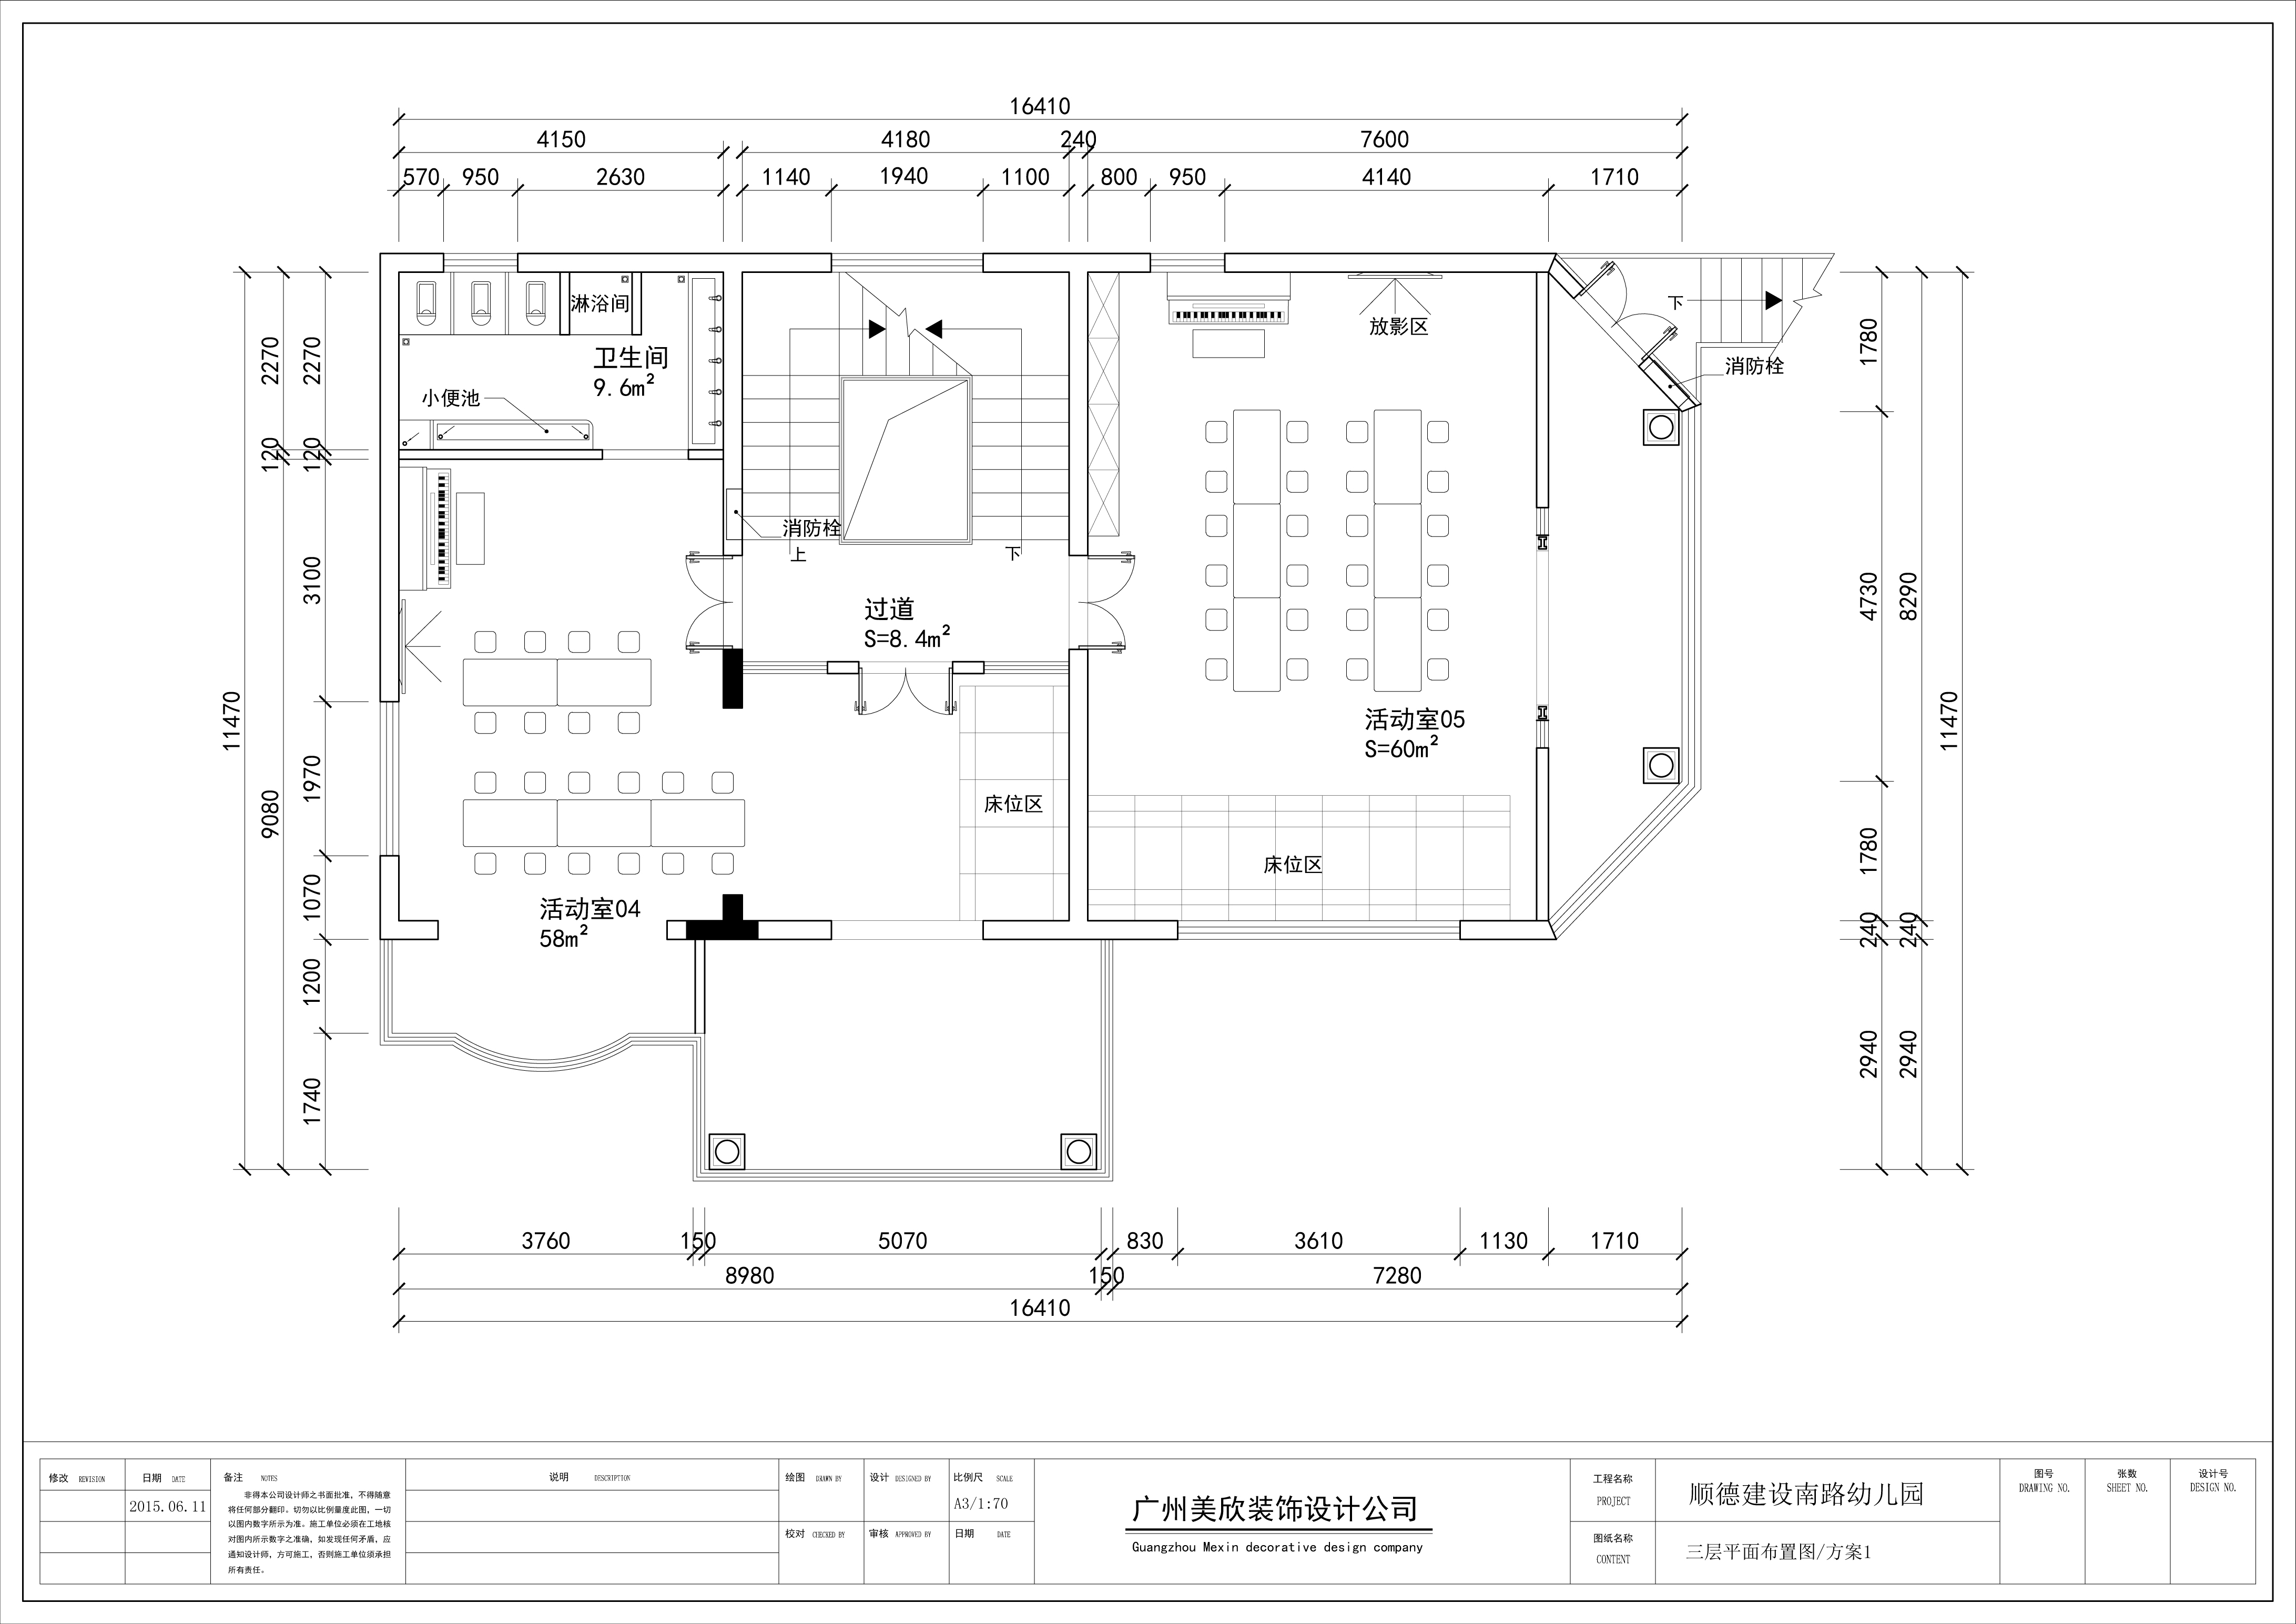 16410
4150
4180
240
7600
570
950
2630
1140
1940
1100
800
950
4140
1710
淋浴间
卫生间
9.6m²
小便池
放影区
下
消防栓
消防栓
上
下
过道
S=8.4m²
活动室05
S=60m²
床位区
床位区
活动室04
58m²
11470
2270
120
9080
2270
120
3100
1970
1070
1200
1740
1780
4730
1780
240
2940
8290
240
2940
11470
3760
150
5070
830
3610
1130
1710
8980
150
7280
16410
修改 REVISION
日期 DATE
2015.06.11
备注 NOTES
非得本公司设计师之书面批准，不得随意
将任何部分翻印。切勿以比例量度此图，一切
以图内数字所示为准。施工单位必须在工地核
对图内所示数字之准确，如发现任何矛盾，应
通知设计师，方可施工，否则施工单位须承担
所有责任。
说明 DESCRIPTION
绘图 DRAWN BY
设计 DESIGNED BY
比例尺 SCALE
A3/1:70
校对 CHECKED BY
审核 APPROVED BY
日期 DATE
广州美欣装饰设计公司
Guangzhou Mexin decorative design company
工程名称
PROJECT
顺德建设南路幼儿园
图纸名称
CONTENT
三层平面布置图/方案1
图号
DRAWING NO.
张数
SHEET NO.
设计号
DESIGN NO.